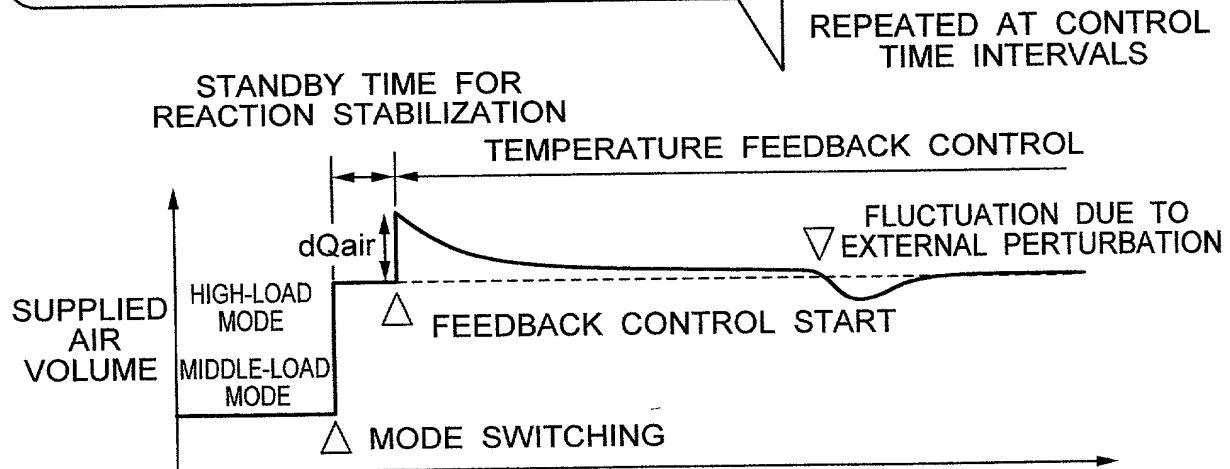 REPEATED AT CONTROL
TIME INTERVALS
STANDBY TIME FOR
REACTION STABILIZATION
TEMPERATURE FEEDBACK CONTROL
dQair
FLUCTUATION DUE TO
EXTERNAL PERTURBATION
SUPPLIED
AIR
VOLUME
HIGH-LOAD
MODE
FEEDBACK CONTROL START
MIDDLE-LOAD
MODE
MODE SWITCHING